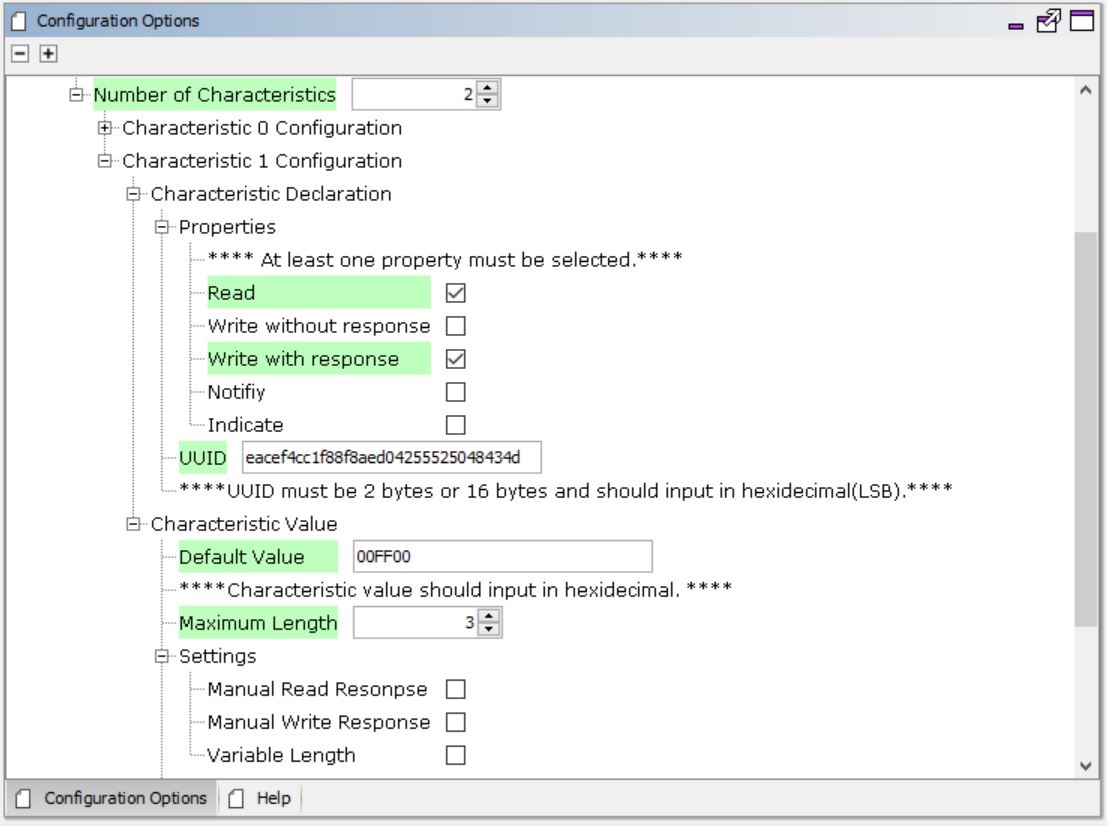 Configuration Options
Number of Characteristics 2
Characteristic 0 Configuration
Characteristic 1 Configuration
Characteristic Declaration
Properties
**** At least one property must be selected.****
Read
Write without response
Write with response
Notifiy
Indicate
UUID eacef4cc1f88f8aed04255525048434d
****UUID must be 2 bytes or 16 bytes and should input in hexidecimal(LSB).****
Characteristic Value
Default Value 00FF00
****Characteristic value should input in hexidecimal. ****
Maximum Length 3
Settings
Manual Read Resonpse
Manual Write Response
Variable Length
Configuration Options Help